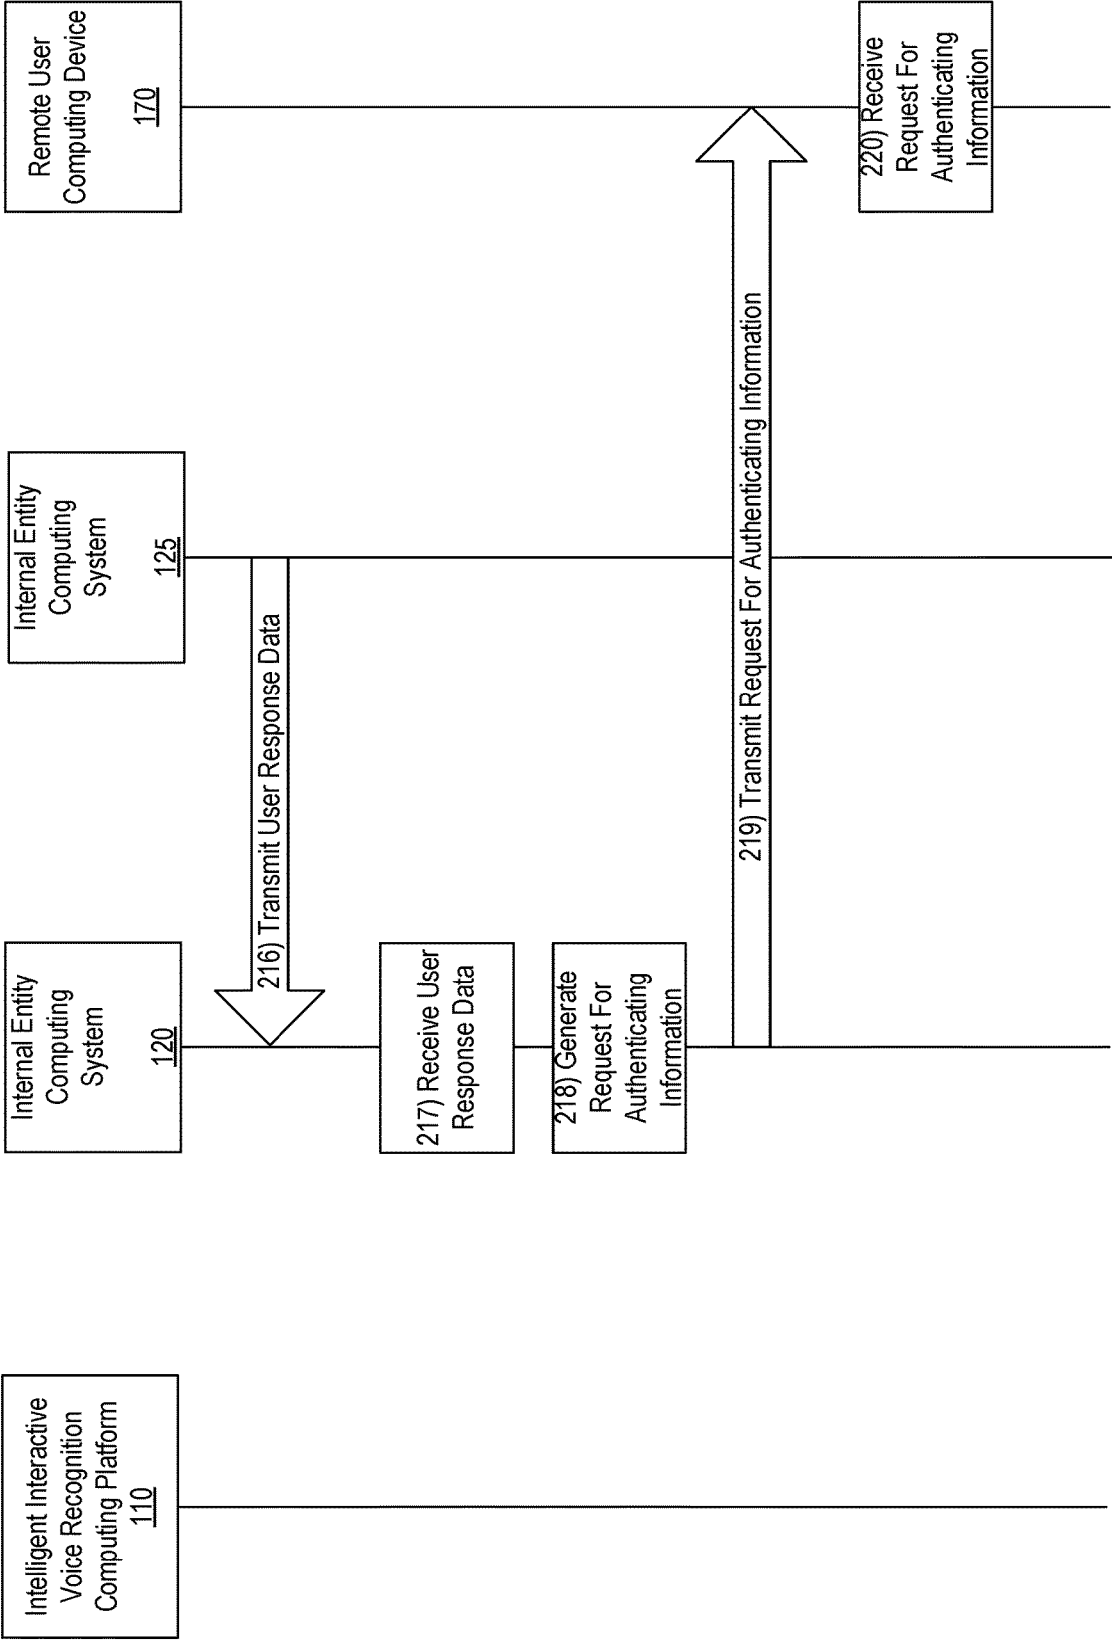 Intelligent Interactive
Voice Recognition
Computing Platform
110
Internal Entity
Computing
System
120
Internal Entity
Computing
System
125
Remote User
Computing Device
170
216) Transmit User Response Data
217) Receive User
Response Data
218) Generate
Request For
Authenticating
Information
219) Transmit Request For Authenticating Information
220) Receive
Request For
Authenticating
Information